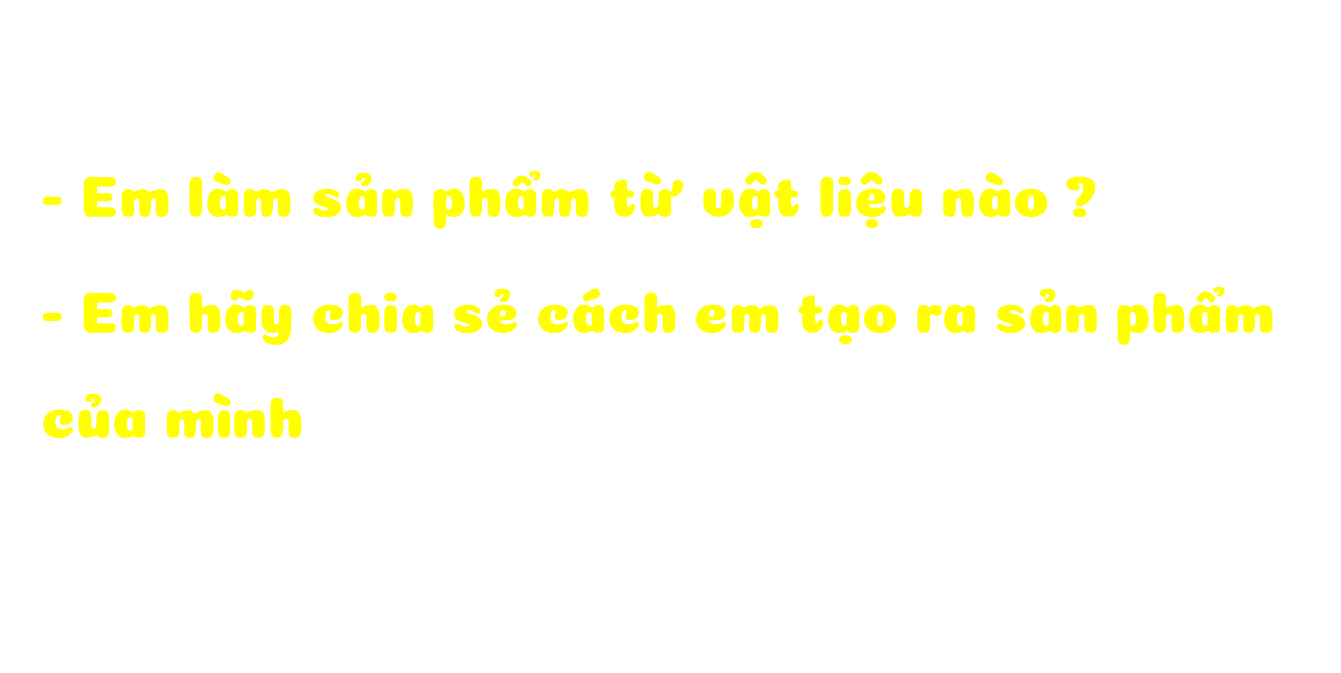 - Em làm sản phẩm từ vật liệu nào ?
- Em hãy chia sẻ cách em tạo ra sản phẩm
của mình